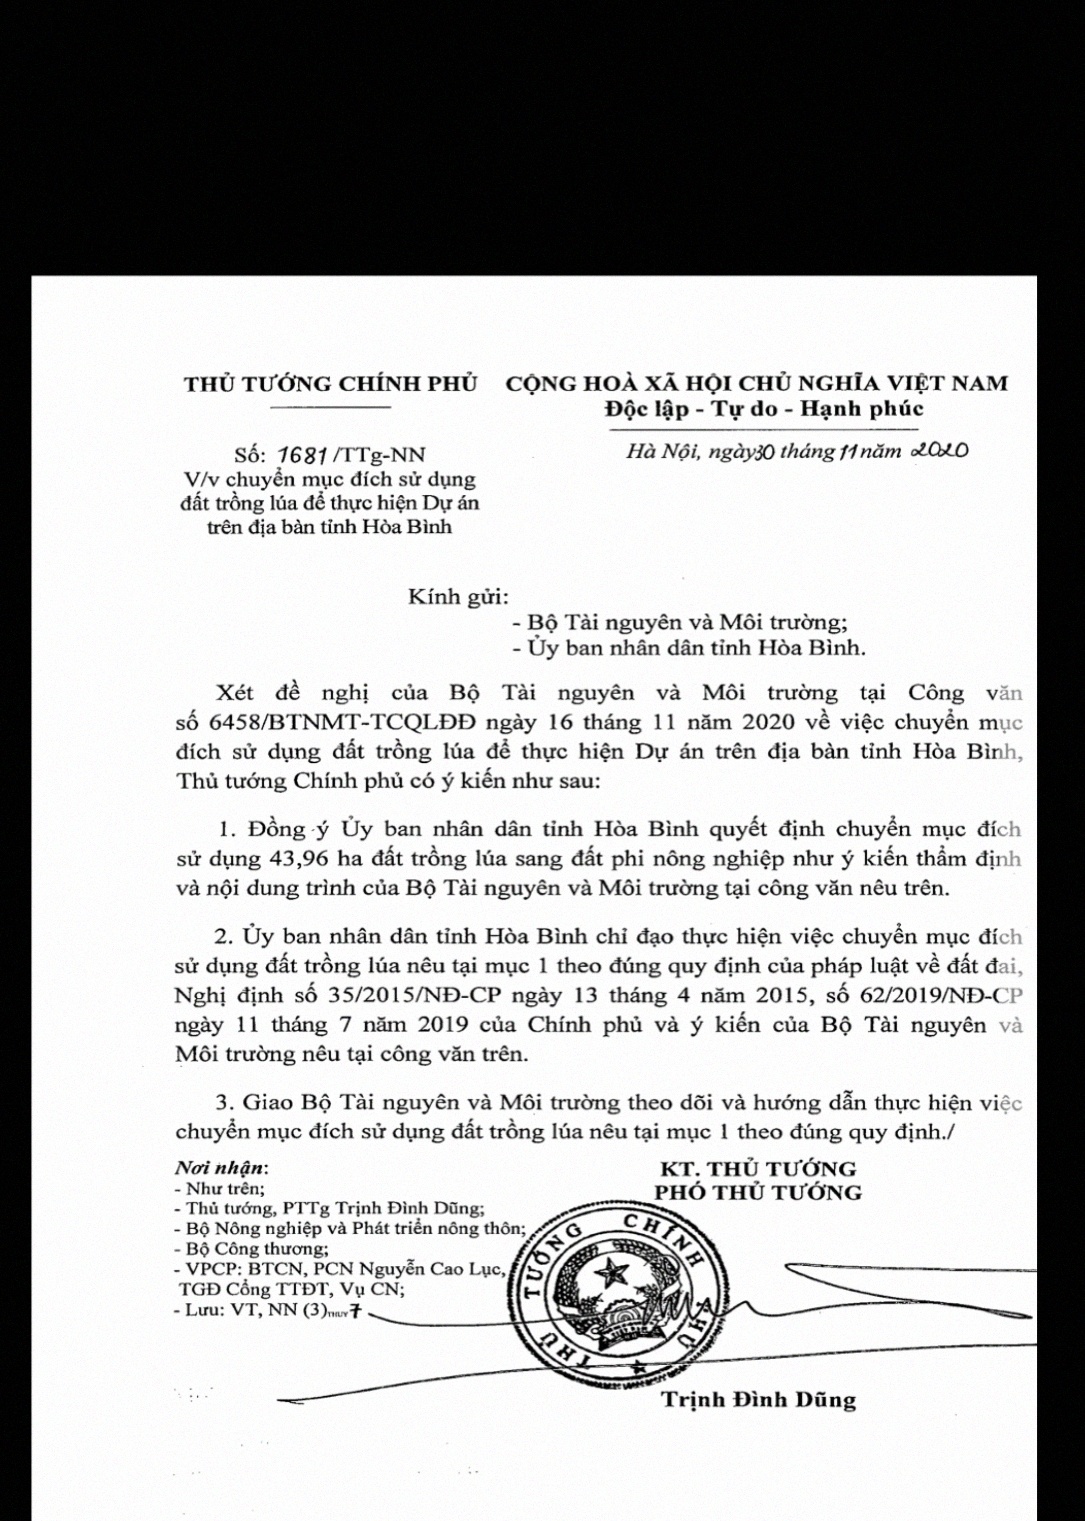 THỦ TƯỚNG CHÍNH PHỦ
CỘNG HOÀ XÃ HỘI CHỦ NGHĨA VIỆT NAM
Độc lập - Tự do - Hạnh phúc
Số: 1681/TTg-NN
Hà Nội, ngày 30 tháng 11 năm 2020
V/v chuyển mục đích sử dụng
đất trồng lúa để thực hiện Dự án
trên địa bàn tỉnh Hòa Bình
Kính gửi:
- Bộ Tài nguyên và Môi trường;
- Ủy ban nhân dân tỉnh Hòa Bình.
Xét đề nghị của Bộ Tài nguyên và Môi trường tại Công văn
số 6458/BTNMT-TCQLĐĐ ngày 16 tháng 11 năm 2020 về việc chuyển mục
đích sử dụng đất trồng lúa để thực hiện Dự án trên địa bàn tỉnh Hòa Bình,
Thủ tướng Chính phủ có ý kiến như sau:
1. Đồng ý Ủy ban nhân dân tỉnh Hòa Bình quyết định chuyển mục đích
sử dụng 43,96 ha đất trồng lúa sang đất phi nông nghiệp như ý kiến thẩm định
và nội dung trình của Bộ Tài nguyên và Môi trường tại công văn nêu trên.
2. Ủy ban nhân dân tỉnh Hòa Bình chỉ đạo thực hiện việc chuyển mục đích
sử dụng đất trồng lúa nêu tại mục 1 theo đúng quy định của pháp luật về đất đai,
Nghị định số 35/2015/NĐ-CP ngày 13 tháng 4 năm 2015, số 62/2019/NĐ-CP
ngày 11 tháng 7 năm 2019 của Chính phủ và ý kiến của Bộ Tài nguyên và
Môi trường nêu tại công văn trên.
3. Giao Bộ Tài nguyên và Môi trường theo dõi và hướng dẫn thực hiện việc
chuyển mục đích sử dụng đất trồng lúa nêu tại mục 1 theo đúng quy định./
Nơi nhận:
- Như trên;
- Thủ tướng, PTTg Trịnh Đình Dũng;
- Bộ Nông nghiệp và Phát triển nông thôn;
- Bộ Công thương;
- VPCP: BTCN, PCN Nguyễn Cao Lục,
TGĐ Cổng TTĐT, Vụ CN;
- Lưu: VT, NN (3)THUY 7
KT. THỦ TƯỚNG
PHÓ THỦ TƯỚNG
THỦ TƯỚNG CHÍNH PHỦ
Trịnh Đình Dũng